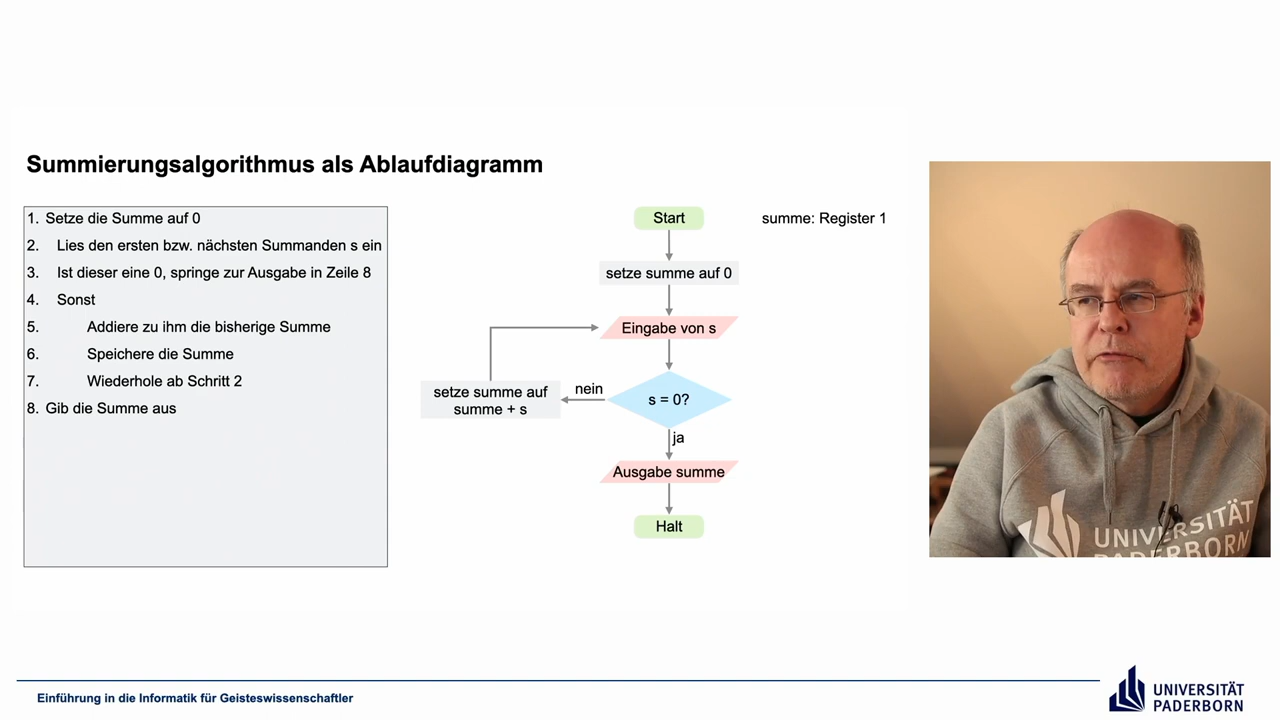 Summierungsalgorithmus als Ablaufdiagramm
1. Setze die Summe auf 0
2. Lies den ersten bzw. nächsten Summanden s ein
3. Ist dieser eine 0, springe zur Ausgabe in Zeile 8
4. Sonst
5. Addiere zu ihm die bisherige Summe
6. Speichere die Summe
7. Wiederhole ab Schritt 2
8. Gib die Summe aus
Start
setze summe auf 0
Eingabe von s
s = 0?
nein
setze summe auf
summe + s
ja
Ausgabe summe
Halt
summe: Register 1
UNIVERSITÄT
PADERBORN
Einführung in die Informatik für Geisteswissenschaftler
UNIVERSITÄT
PADERBORN